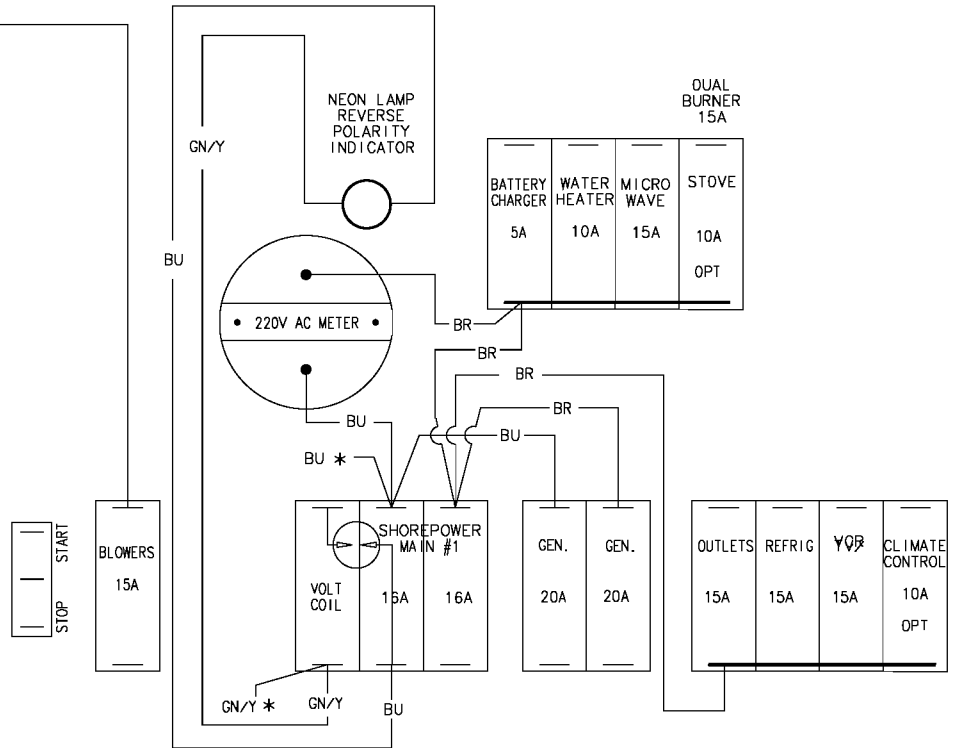 DUAL
BURNER
15A
NEON LAMP
REVERSE
POLARITY
INDICATOR
GN/Y
BATTERY
CHARGER
5A
WATER
HEATER
10A
MICRO
WAVE
15A
STOVE
10A
OPT
BU
220V AC METER
BR
BR
BR
BR
BU
BU
BU *
START
STOP
BLOWERS
15A
SHOREPOWER
MAIN #1
VOLT
COIL
16A
16A
GEN.
20A
GEN.
20A
OUTLETS
15A
REFRIG
15A
15A
CLIMATE
CONTROL
10A
OPT
GN/Y *
GN/Y
BU